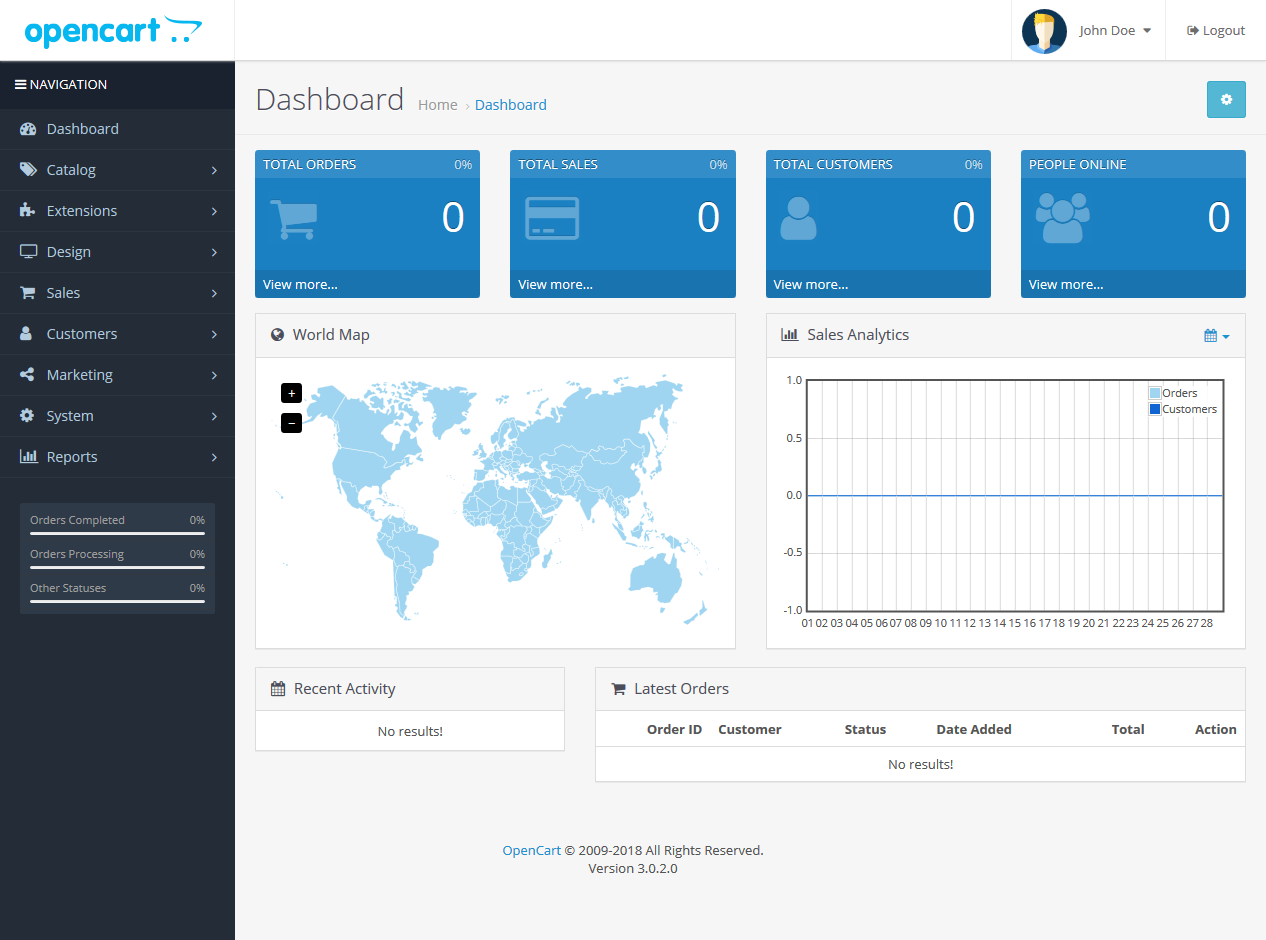 opencart
John Doe
Logout
NAVIGATION
Dashboard
Catalog
Extensions
Design
Sales
Customers
Marketing
System
Reports
Orders Completed 0%
Orders Processing 0%
Other Statuses 0%
Dashboard Home › Dashboard
TOTAL ORDERS 0%
0
View more...
TOTAL SALES 0%
0
View more...
TOTAL CUSTOMERS 0%
0
View more...
PEOPLE ONLINE
0
View more...
World Map
+
−
Sales Analytics
Orders
Customers
1.0
0.5
0.0
-0.5
-1.0
01 02 03 04 05 06 07 08 09 10 11 12 13 14 15 16 17 18 19 20 21 22 23 24 25 26 27 28
Recent Activity
No results!
Latest Orders
Order ID Customer Status Date Added Total Action
No results!
OpenCart © 2009-2018 All Rights Reserved.
Version 3.0.2.0